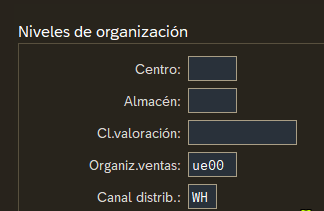 Niveles de organización
Centro:
Almacén:
Cl.valoración:
Organiz.ventas: ue00
Canal distrib.: WH